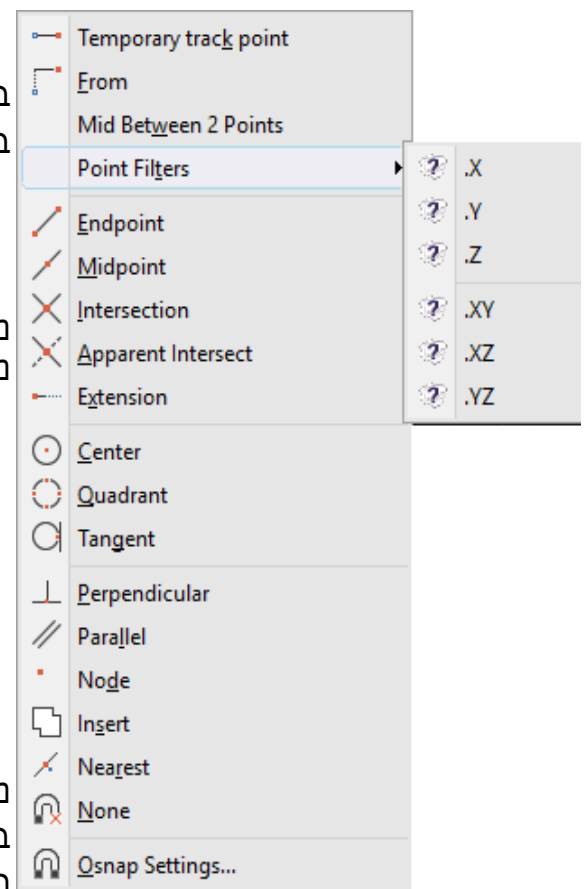 Temporary track point
From
Mid Between 2 Points
Point Filters
.X
.Y
.Z
.XY
.XZ
.YZ
Endpoint
Midpoint
Intersection
Apparent Intersect
Extension
Center
Quadrant
Tangent
Perpendicular
Parallel
Node
Insert
Nearest
None
Osnap Settings...